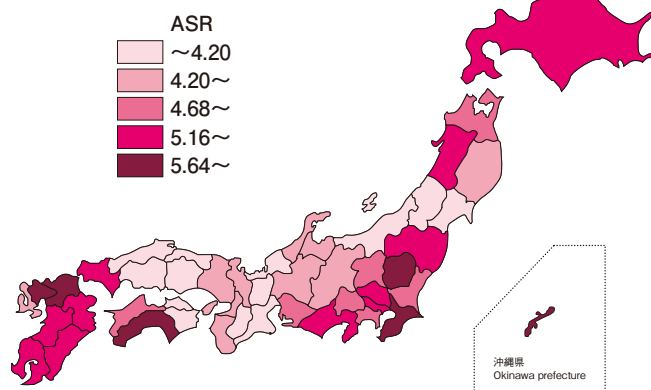 ASR
～4.20
4.20～
4.68～
5.16～
5.64～
沖縄県
Okinawa prefecture